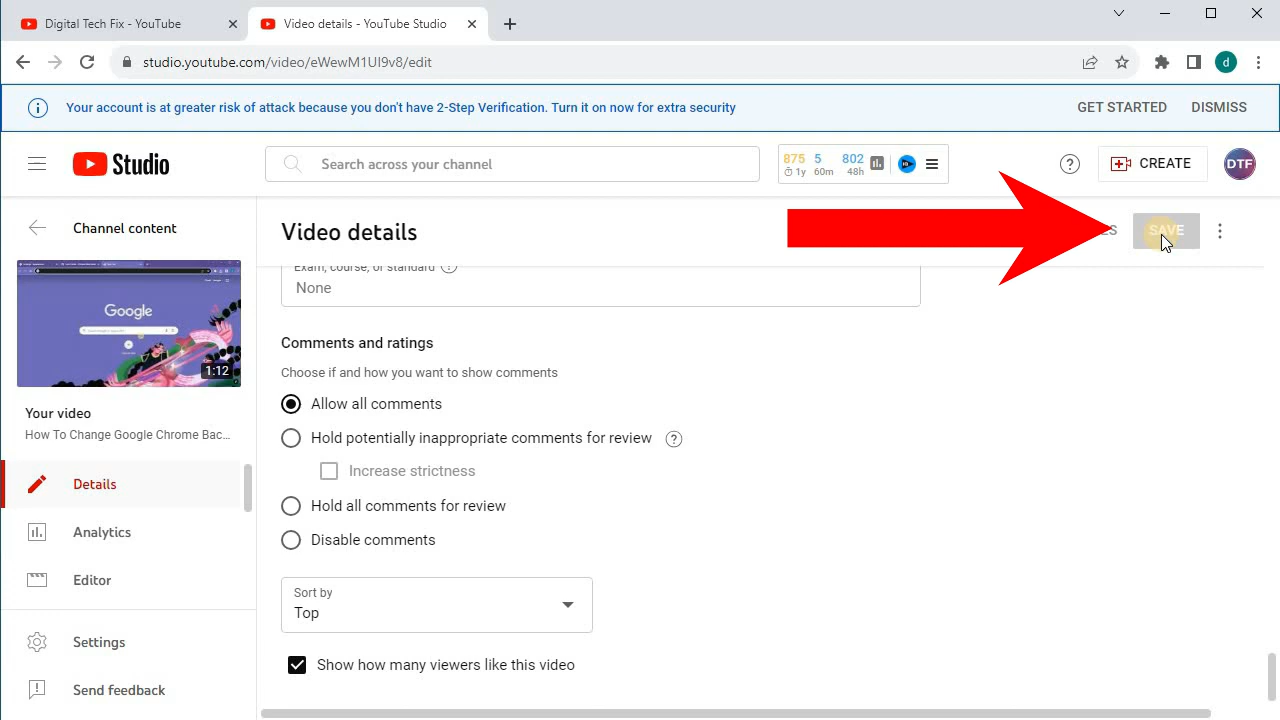 Digital Tech Fix - YouTube
Video details - YouTube Studio
studio.youtube.com/video/eWewM1UI9v8/edit
d
Your account is at greater risk of attack because you don't have 2-Step Verification. Turn it on now for extra security
GET STARTED
DISMISS
Studio
Search across your channel
875 5 802
1y 60m 48h
CREATE
DTF
Channel content
Video details
SAVE
Exam, course, or standard
None
Google
1:12
Your video
How To Change Google Chrome Bac...
Details
Analytics
Editor
Settings
Send feedback
Comments and ratings
Choose if and how you want to show comments
Allow all comments
Hold potentially inappropriate comments for review
Increase strictness
Hold all comments for review
Disable comments
Sort by
Top
Show how many viewers like this video